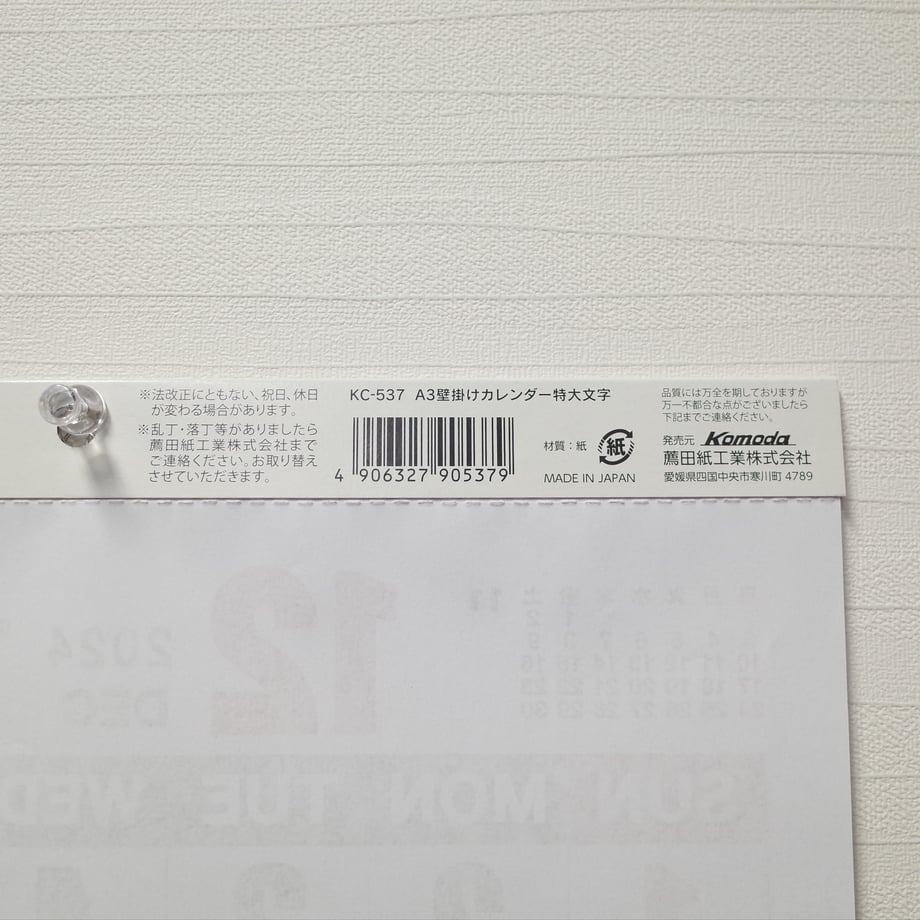 ※法改正にともない、祝日、休日
が変わる場合があります。
※乱丁・落丁等がありましたら
薦田紙工業株式会社まで
ご連絡ください。お取り替え
させていただきます。
KC-537 A3壁掛けカレンダー特大文字
4 906327 905379
材質：紙
紙
MADE IN JAPAN
品質には万全を期しておりますが
万一不都合な点がございましたら
下記までご連絡ください。
発売元 Komoda
薦田紙工業株式会社
愛媛県四国中央市寒川町 4789
12
2024
DEC
SUN MON TUE WED